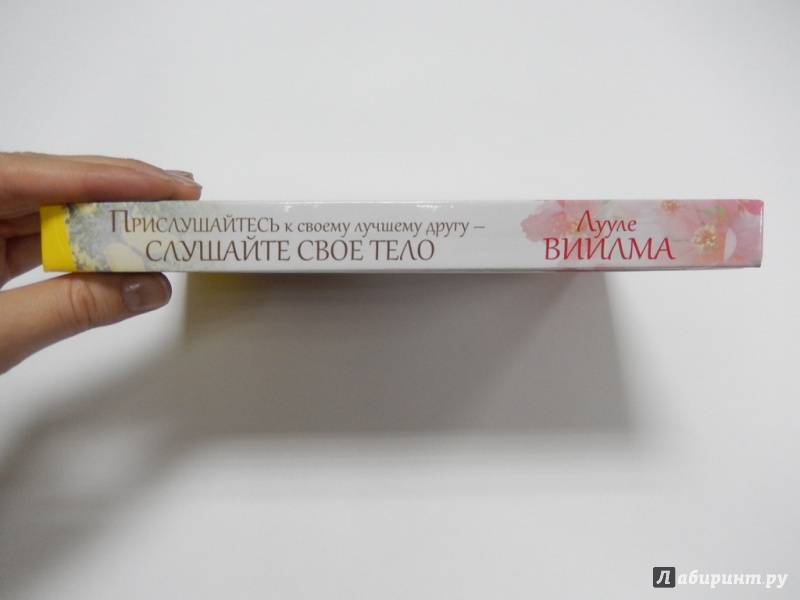 Прислушайтесь к своему лучшему другу –
СЛУШАЙТЕ СВОЕ ТЕЛО
Лууле
ВИИЛМА
Лабиринт.ру